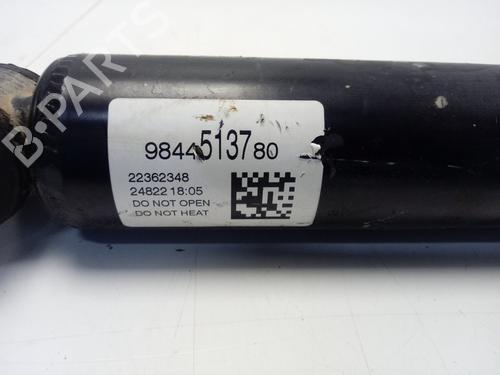 B-PARTS
9844513780
22362348
24822 18:05
DO NOT OPEN
DO NOT HEAT